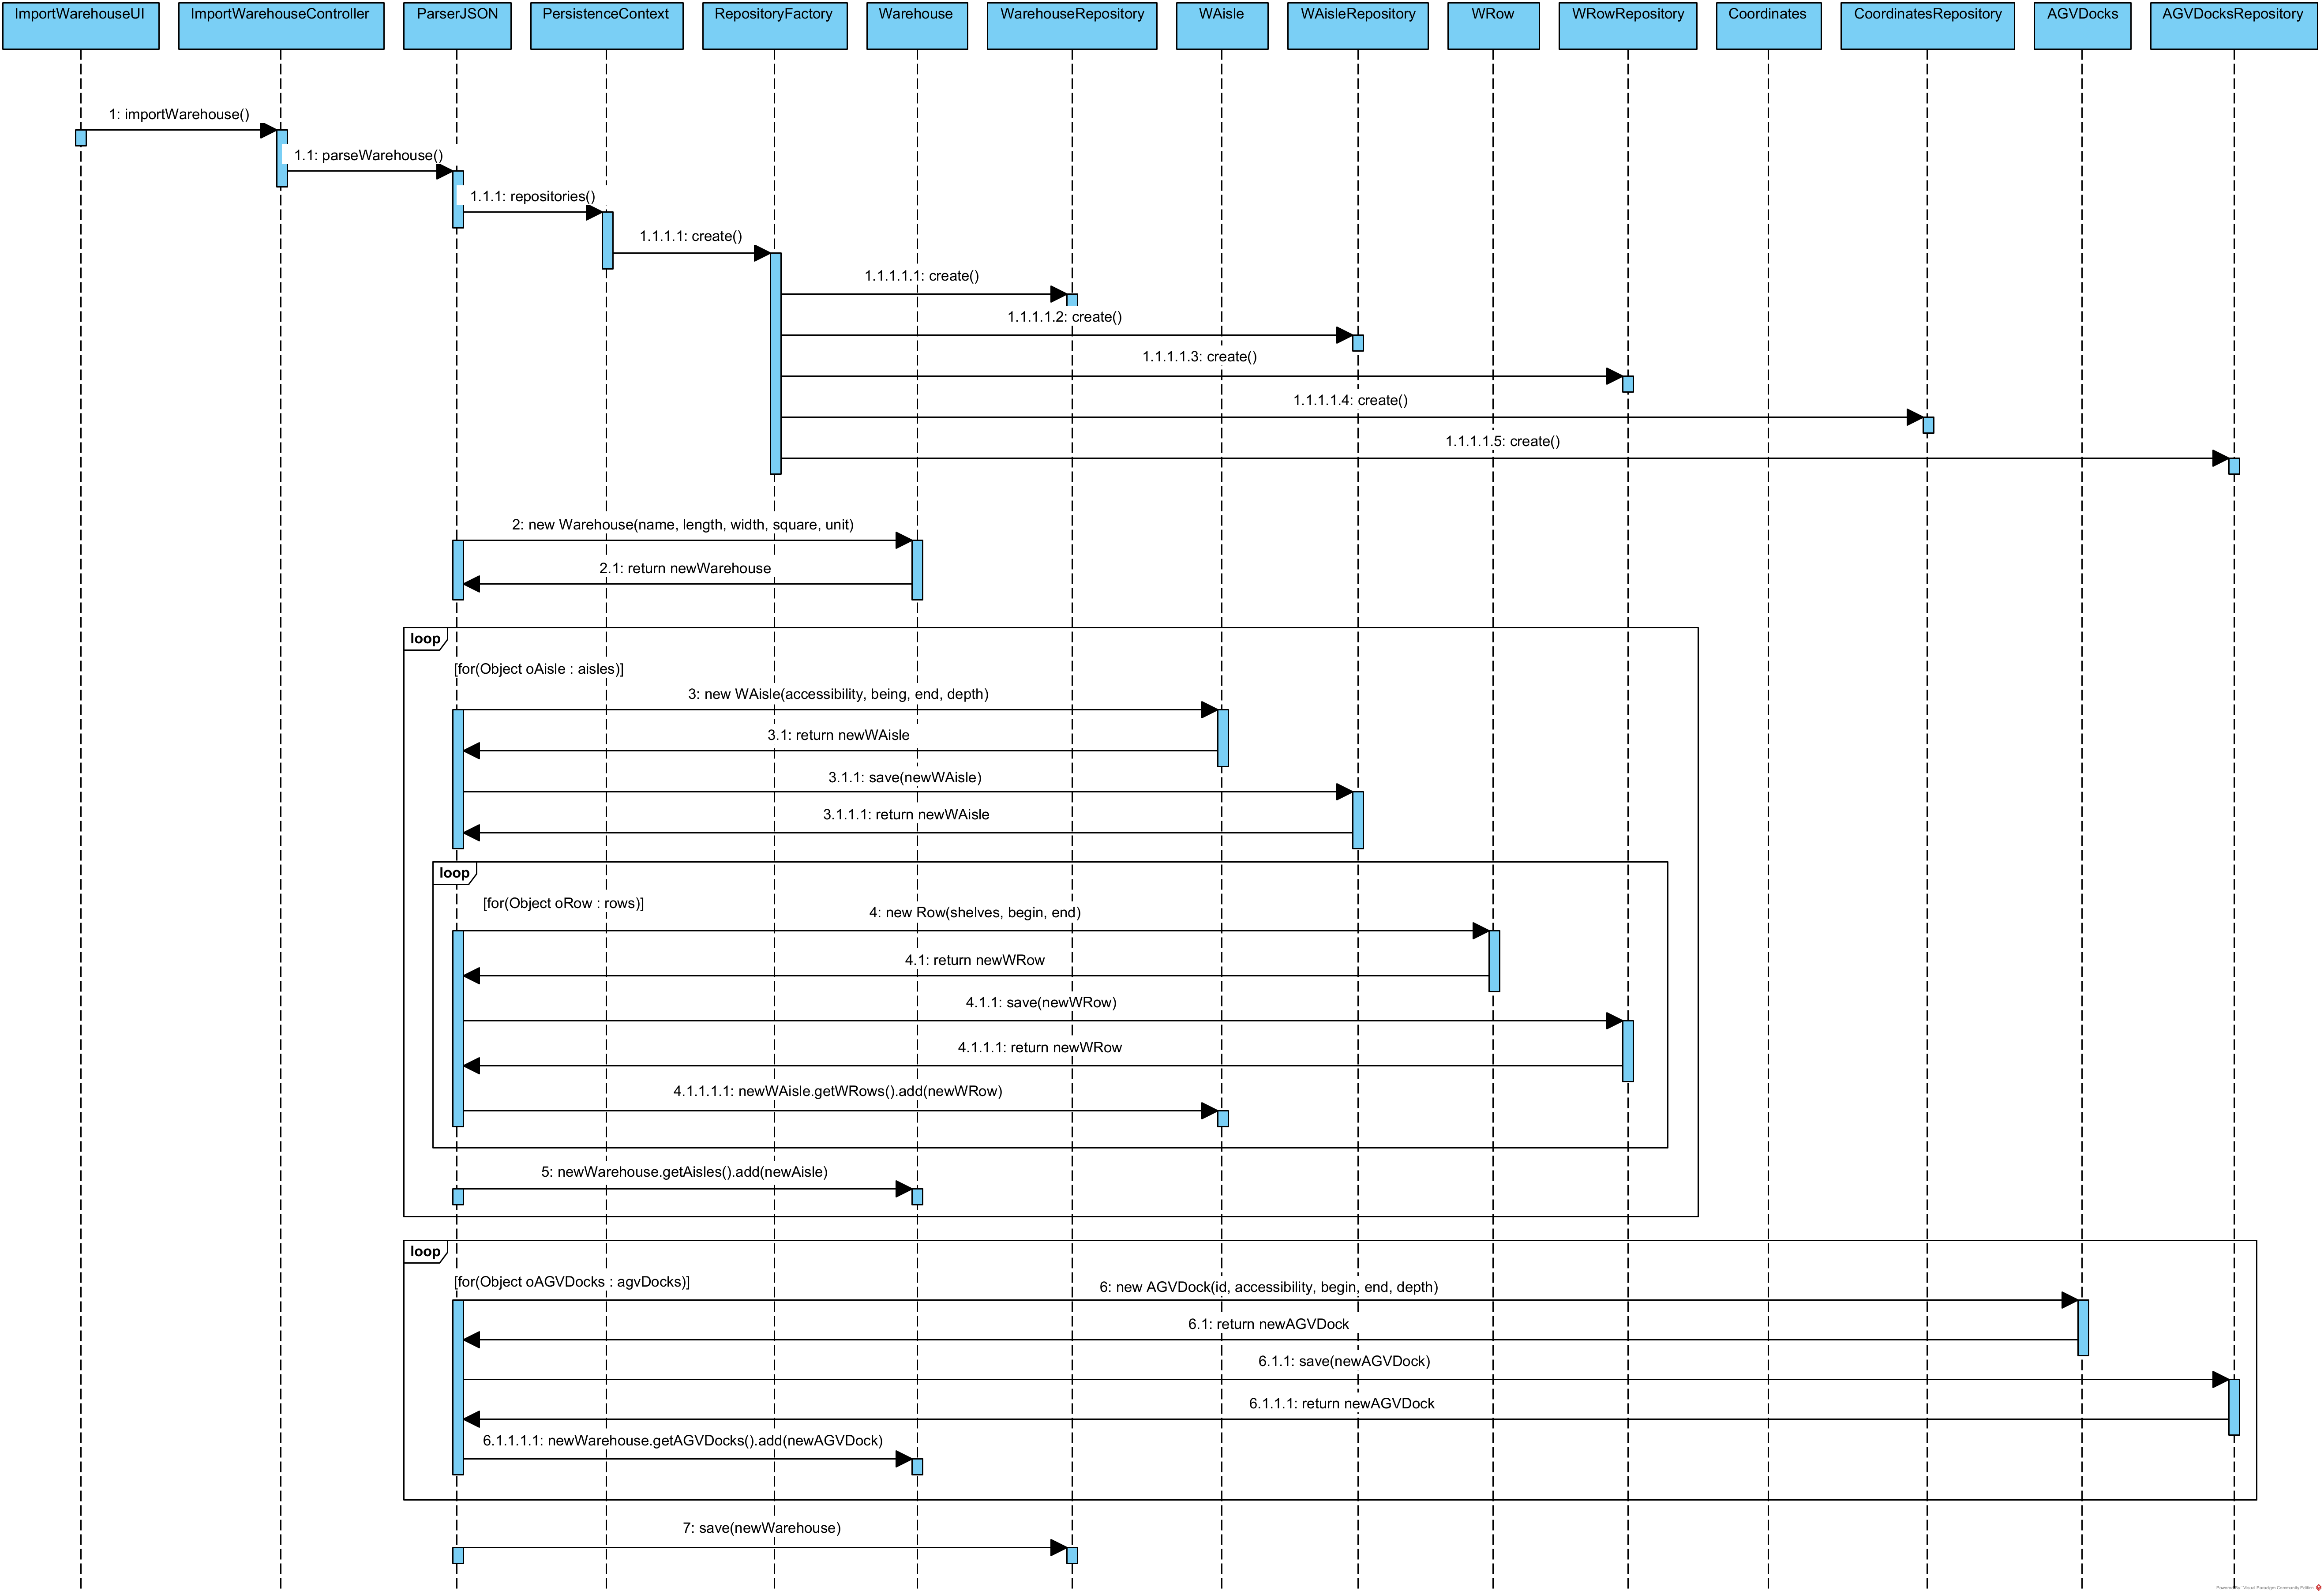 ImportWarehouseUI
ImportWarehouseController
ParserJSON
PersistenceContext
RepositoryFactory
Warehouse
WarehouseRepository
WAisle
WAisleRepository
WRow
WRowRepository
Coordinates
CoordinatesRepository
AGVDocks
AGVDocksRepository
1: importWarehouse()
1.1: parseWarehouse()
1.1.1: repositories()
1.1.1.1: create()
1.1.1.1.1: create()
1.1.1.1.2: create()
1.1.1.1.3: create()
1.1.1.1.4: create()
1.1.1.1.5: create()
2: new Warehouse(name, length, width, square, unit)
2.1: return newWarehouse
loop
[for(Object oAisle : aisles)]
3: new WAisle(accessibility, being, end, depth)
3.1: return newWAisle
3.1.1: save(newWAisle)
3.1.1.1: return newWAisle
loop
[for(Object oRow : rows)]
4: new Row(shelves, begin, end)
4.1: return newWRow
4.1.1: save(newWRow)
4.1.1.1: return newWRow
4.1.1.1.1: newWAisle.getWRows().add(newWRow)
5: newWarehouse.getAisles().add(newAisle)
loop
[for(Object oAGVDocks : agvDocks)]
6: new AGVDock(id, accessibility, begin, end, depth)
6.1: return newAGVDock
6.1.1: save(newAGVDock)
6.1.1.1: return newAGVDock
6.1.1.1.1: newWarehouse.getAGVDocks().add(newAGVDock)
7: save(newWarehouse)
Powered By Visual Paradigm Community Edition